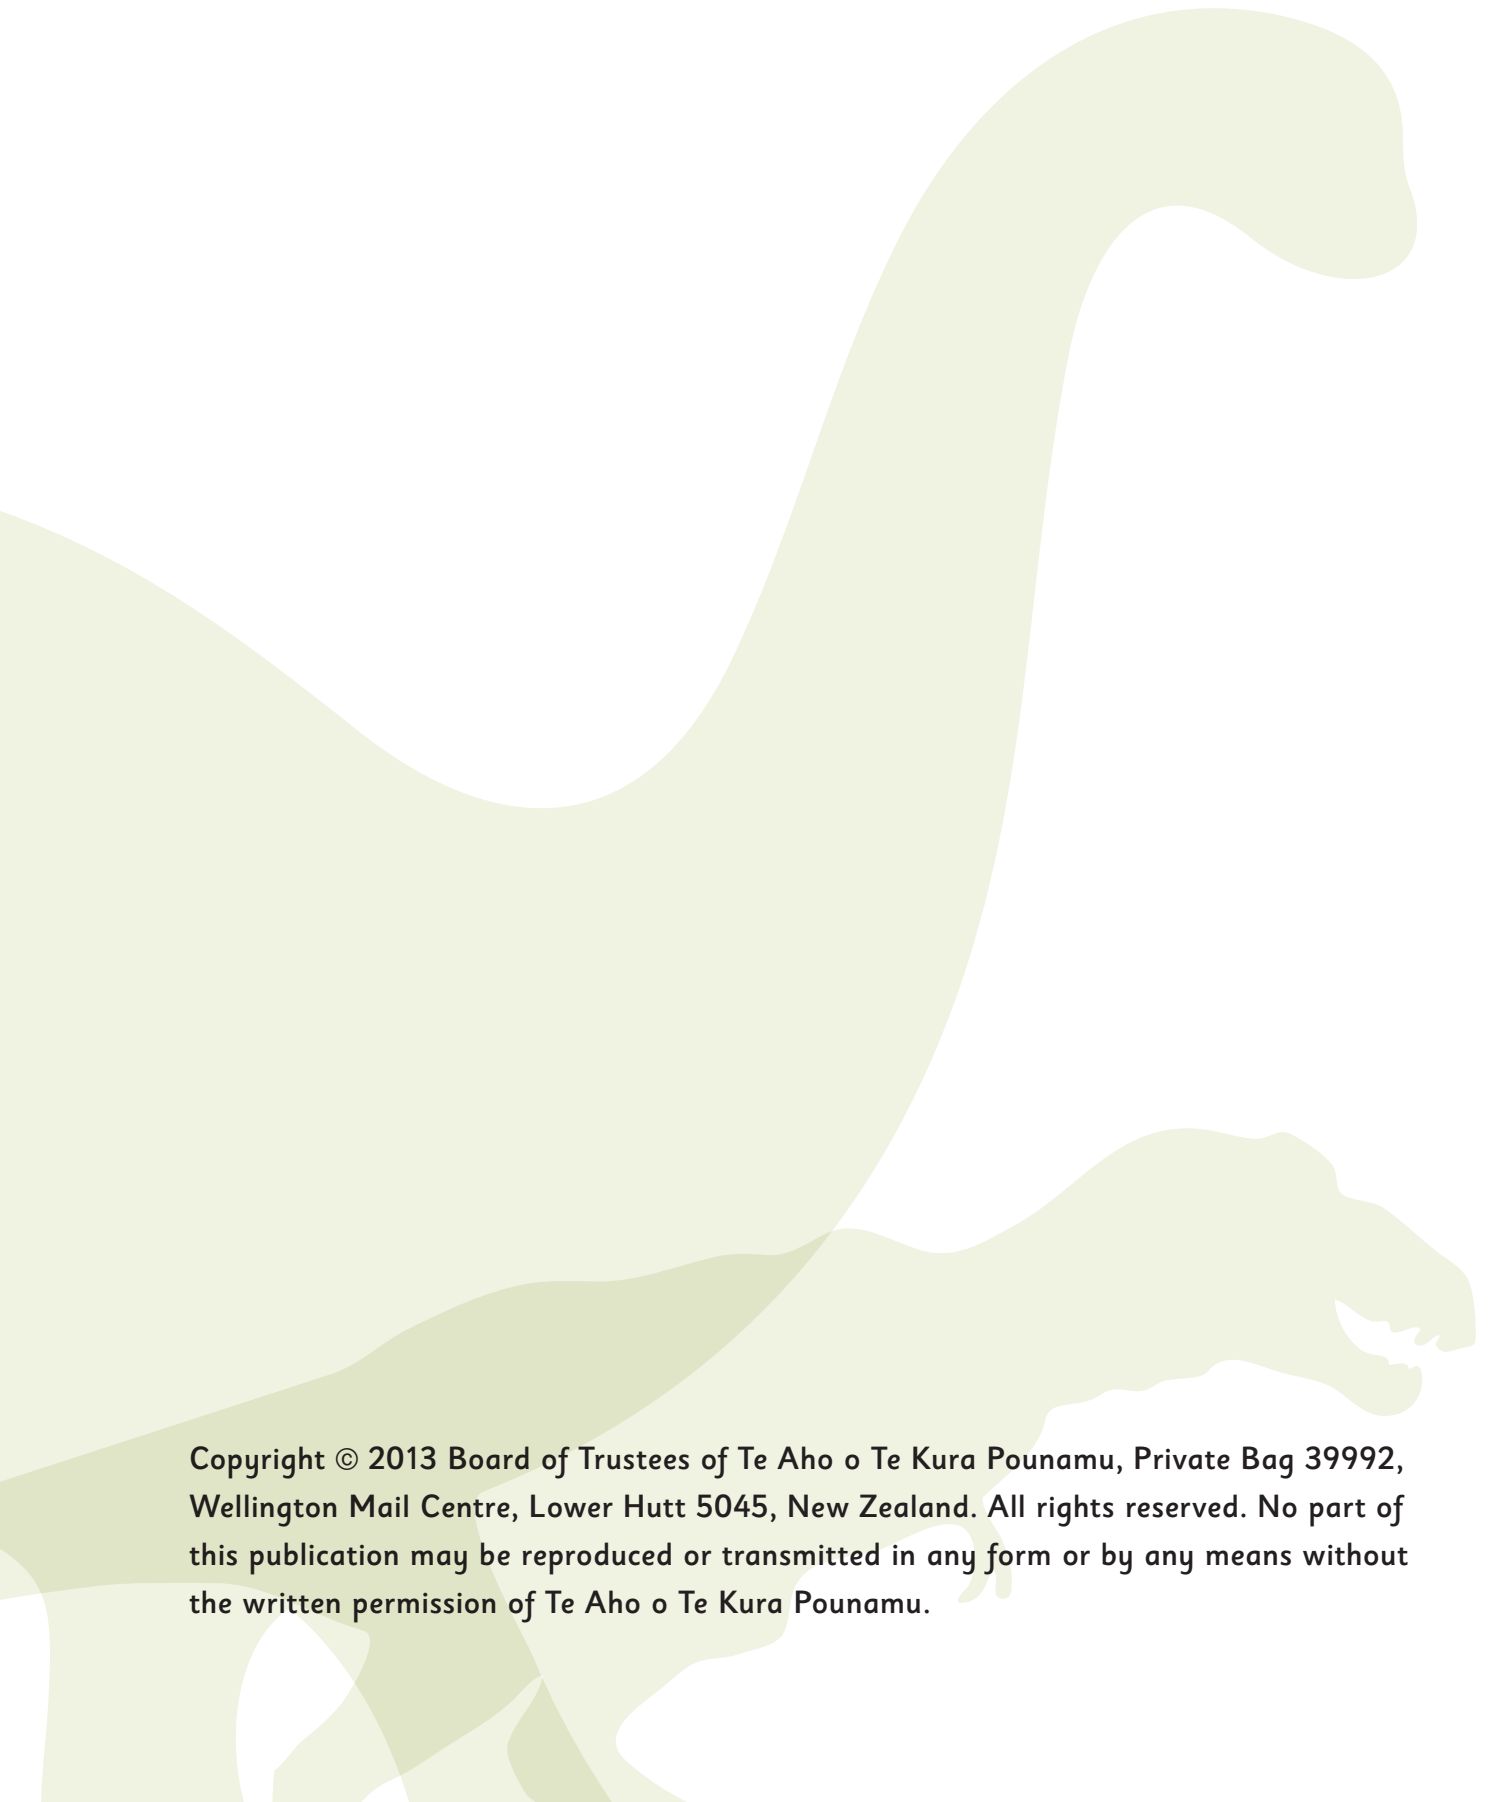 Copyright © 2013 Board of Trustees of Te Aho o Te Kura Pounamu, Private Bag 39992,
Wellington Mail Centre, Lower Hutt 5045, New Zealand. All rights reserved. No part of
this publication may be reproduced or transmitted in any form or by any means without
the written permission of Te Aho o Te Kura Pounamu.